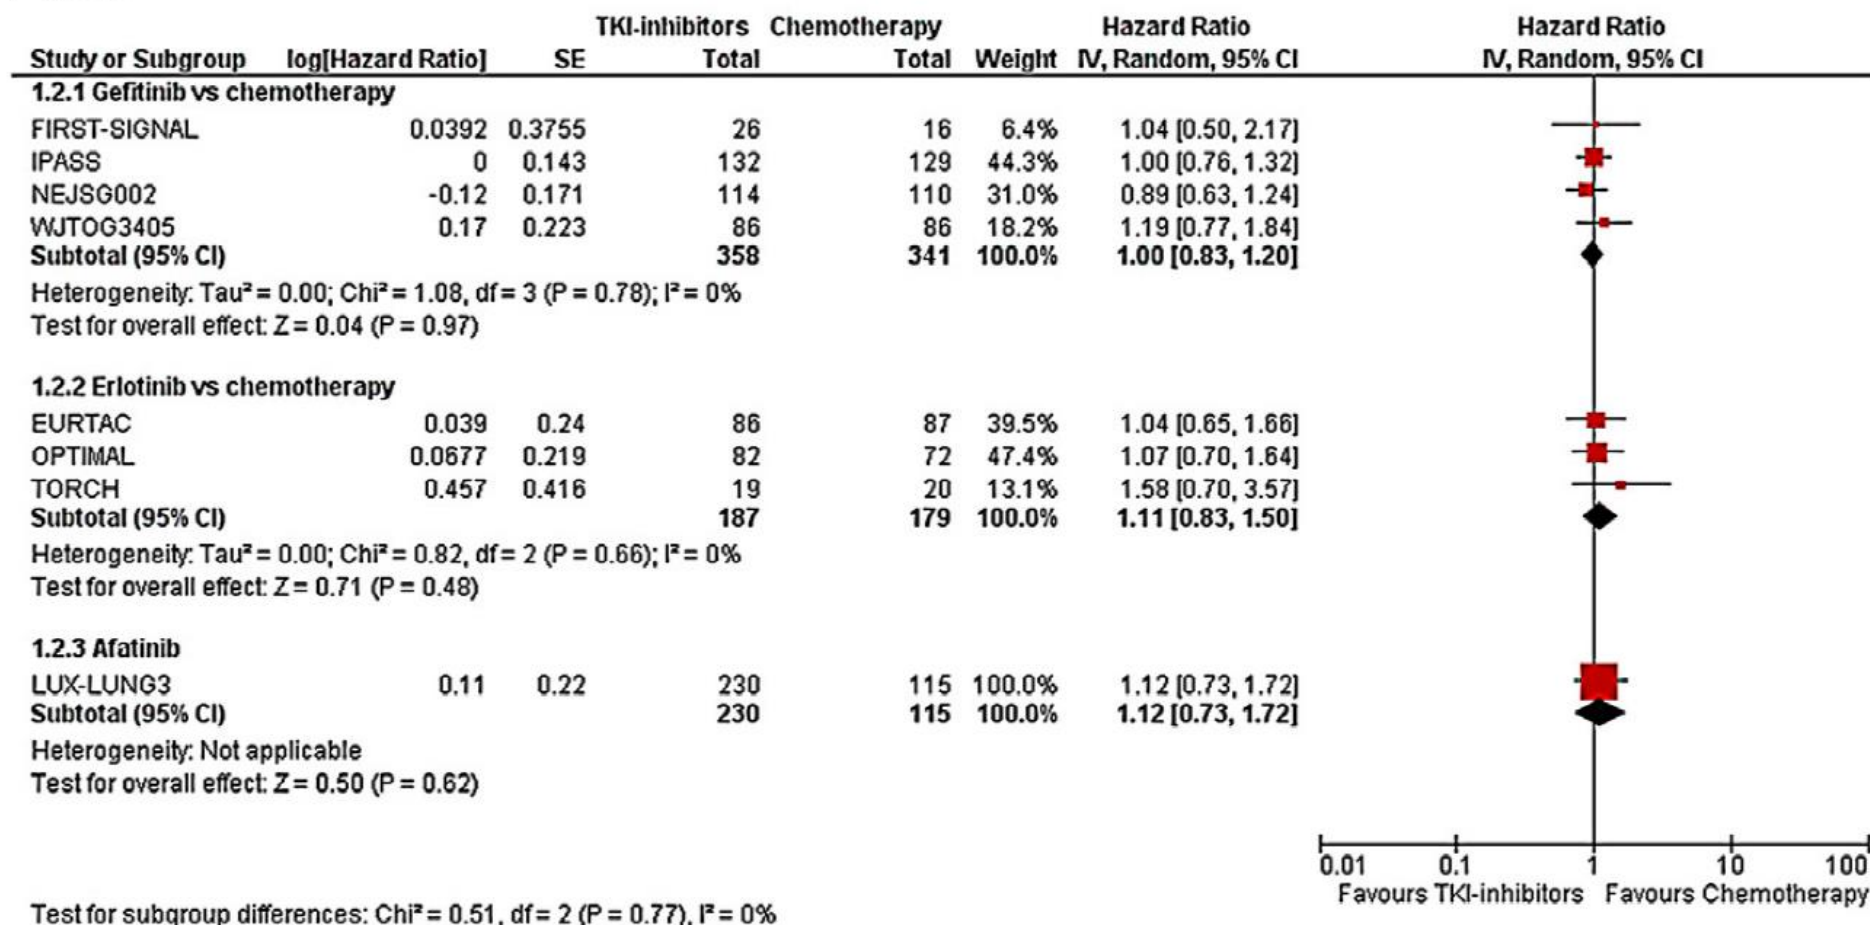 TKI-inhibitors Chemotherapy Hazard Ratio Hazard Ratio
Study or Subgroup log[Hazard Ratio] SE Total Total Weight IV, Random, 95% CI IV, Random, 95% CI
1.2.1 Gefitinib vs chemotherapy
FIRST-SIGNAL 0.0392 0.3755 26 16 6.4% 1.04 [0.50, 2.17]
IPASS 0 0.143 132 129 44.3% 1.00 [0.76, 1.32]
NEJSG002 -0.12 0.171 114 110 31.0% 0.89 [0.63, 1.24]
WJTOG3405 0.17 0.223 86 86 18.2% 1.19 [0.77, 1.84]
Subtotal (95% CI) 358 341 100.0% 1.00 [0.83, 1.20]
Heterogeneity: Tau² = 0.00; Chi² = 1.08, df = 3 (P = 0.78); I² = 0%
Test for overall effect: Z = 0.04 (P = 0.97)
1.2.2 Erlotinib vs chemotherapy
EURTAC 0.039 0.24 86 87 39.5% 1.04 [0.65, 1.66]
OPTIMAL 0.0677 0.219 82 72 47.4% 1.07 [0.70, 1.64]
TORCH 0.457 0.416 19 20 13.1% 1.58 [0.70, 3.57]
Subtotal (95% CI) 187 179 100.0% 1.11 [0.83, 1.50]
Heterogeneity: Tau² = 0.00; Chi² = 0.82, df = 2 (P = 0.66); I² = 0%
Test for overall effect: Z = 0.71 (P = 0.48)
1.2.3 Afatinib
LUX-LUNG3 0.11 0.22 230 115 100.0% 1.12 [0.73, 1.72]
Subtotal (95% CI) 230 115 100.0% 1.12 [0.73, 1.72]
Heterogeneity: Not applicable
Test for overall effect: Z = 0.50 (P = 0.62)
0.01 0.1 1 10 100
Favours TKI-inhibitors Favours Chemotherapy
Test for subgroup differences: Chi² = 0.51, df = 2 (P = 0.77), I² = 0%